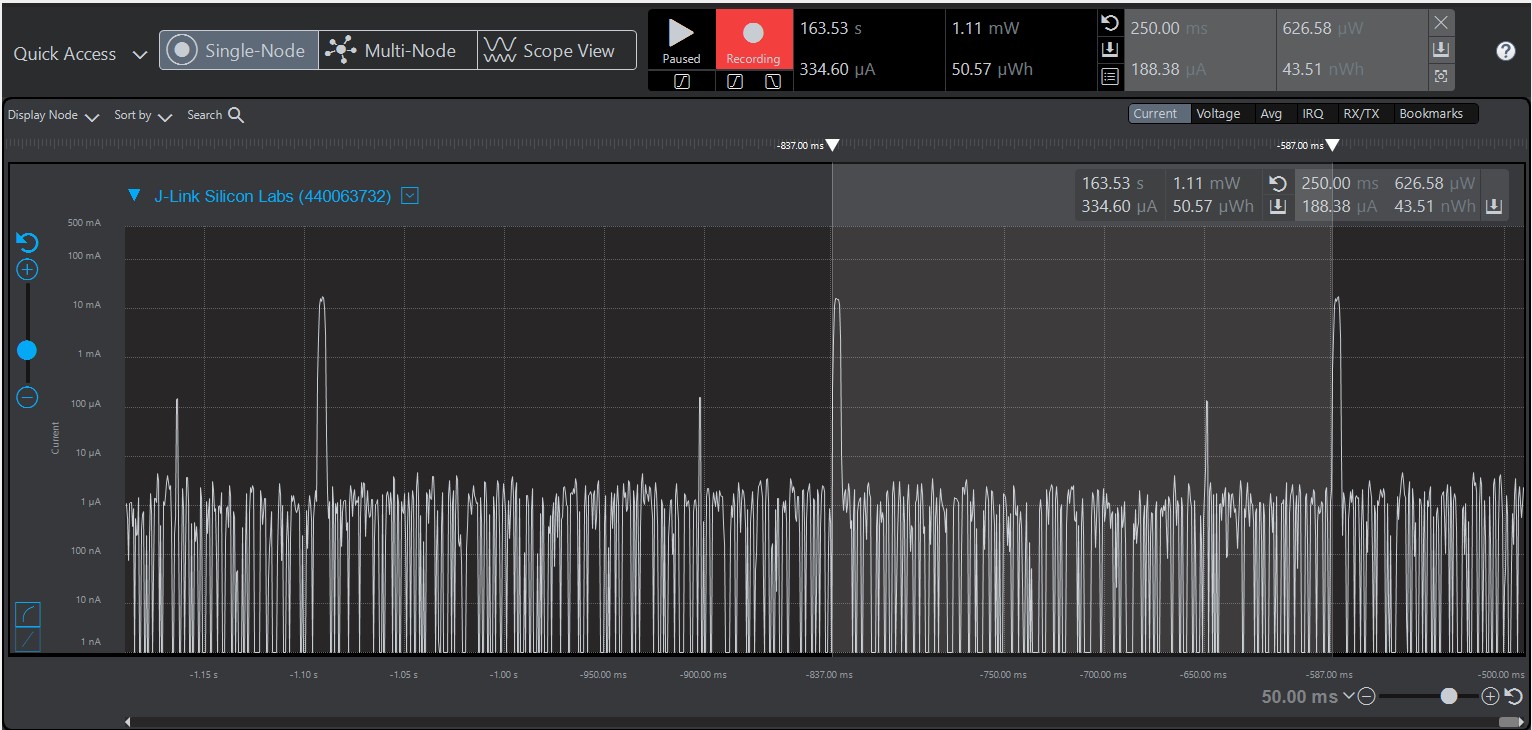 Quick Access
Single-Node
Multi-Node
Scope View
Paused
Recording
163.53 s
1.11 mW
334.60 µA
50.57 µWh
250.00 ms
626.58 µW
188.38 µA
43.51 nWh
?
Display Node
Sort by
Search
Current
Voltage
Avg
IRQ
RX/TX
Bookmarks
-837.00 ms
-587.00 ms
J-Link Silicon Labs (440063732)
163.53 s
1.11 mW
250.00 ms
626.58 µW
334.60 µA
50.57 µWh
188.38 µA
43.51 nWh
500 mA
100 mA
10 mA
1 mA
100 µA
10 µA
1 µA
100 nA
10 nA
1 nA
Current
-1.15 s
-1.10 s
-1.05 s
-1.00 s
-950.00 ms
-900.00 ms
-837.00 ms
-750.00 ms
-700.00 ms
-650.00 ms
-587.00 ms
-500.00 ms
50.00 ms